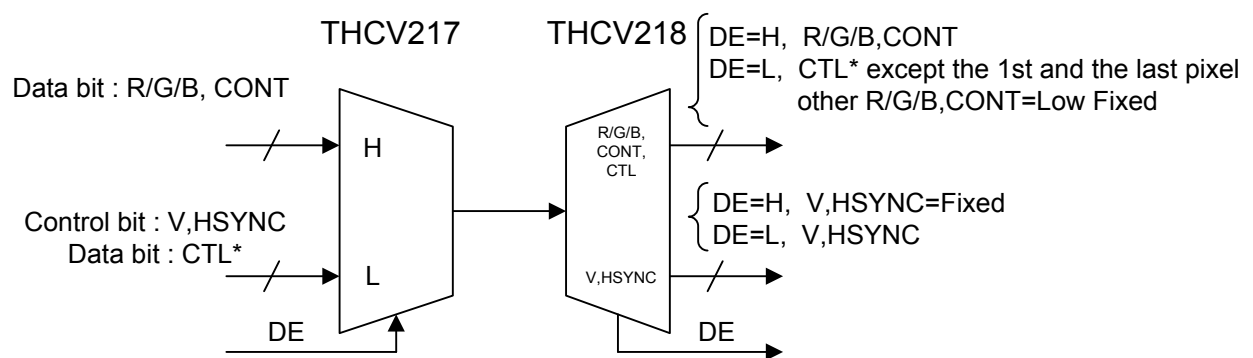 THCV217
THCV218
DE=H, R/G/B,CONT
DE=L, CTL* except the 1st and the last pixel
other R/G/B,CONT=Low Fixed
Data bit : R/G/B, CONT
H
R/G/B,
CONT,
CTL
Control bit : V,HSYNC
Data bit : CTL*
L
DE=H, V,HSYNC=Fixed
DE=L, V,HSYNC
V,HSYNC
DE
DE